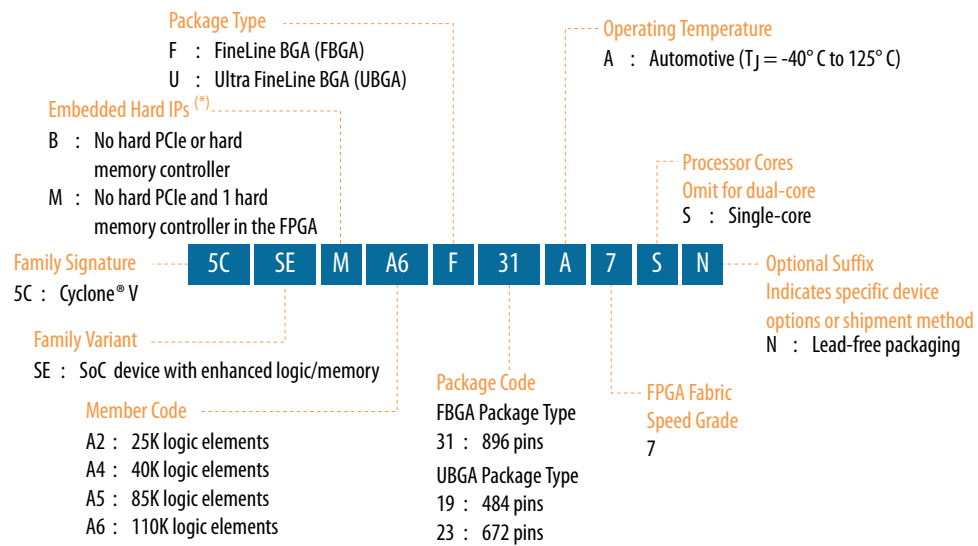 Package Type
F : FineLine BGA (FBGA)
U : Ultra FineLine BGA (UBGA)
Operating Temperature
A : Automotive (TJ = -40° C to 125° C)
Embedded Hard IPs (*)
B : No hard PCIe or hard
memory controller
M : No hard PCIe and 1 hard
memory controller in the FPGA
Processor Cores
Omit for dual-core
S : Single-core
5C SE M A6 F 31 A 7 S N
Family Signature
5C : Cyclone® V
Optional Suffix
Indicates specific device
options or shipment method
N : Lead-free packaging
Family Variant
SE : SoC device with enhanced logic/memory
Member Code
A2 : 25K logic elements
A4 : 40K logic elements
A5 : 85K logic elements
A6 : 110K logic elements
Package Code
FBGA Package Type
31 : 896 pins
UBGA Package Type
19 : 484 pins
23 : 672 pins
FPGA Fabric
Speed Grade
7